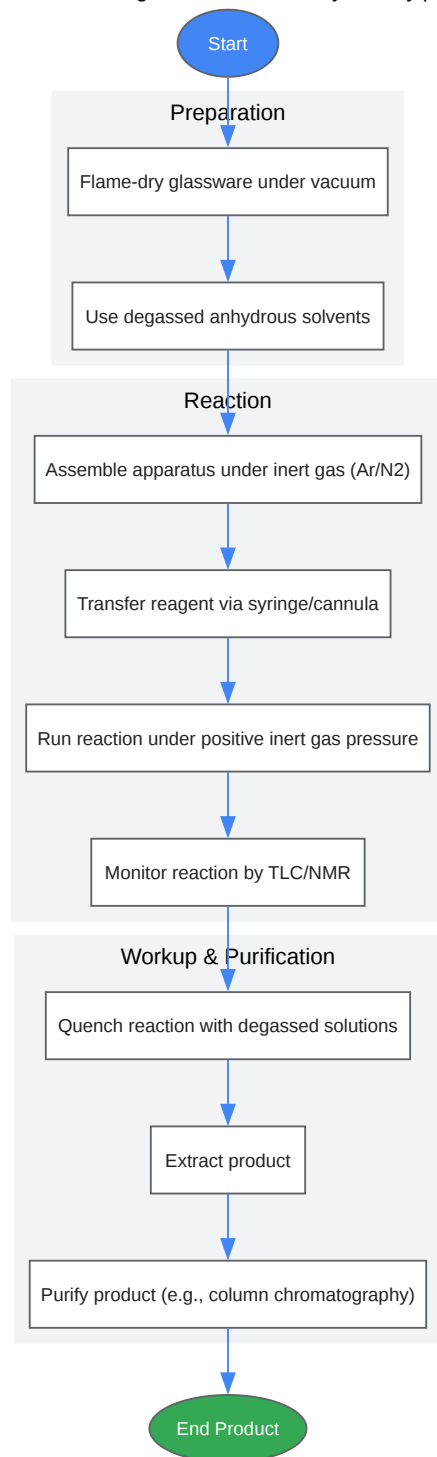 Start
Preparation
Flame-dry glassware under vacuum
Use degassed anhydrous solvents
Reaction
Assemble apparatus under inert gas (Ar/N2)
Transfer reagent via syringe/cannula
Run reaction under positive inert gas pressure
Monitor reaction by TLC/NMR
Workup & Purification
Quench reaction with degassed solutions
Extract product
Purify product (e.g., column chromatography)
End Product